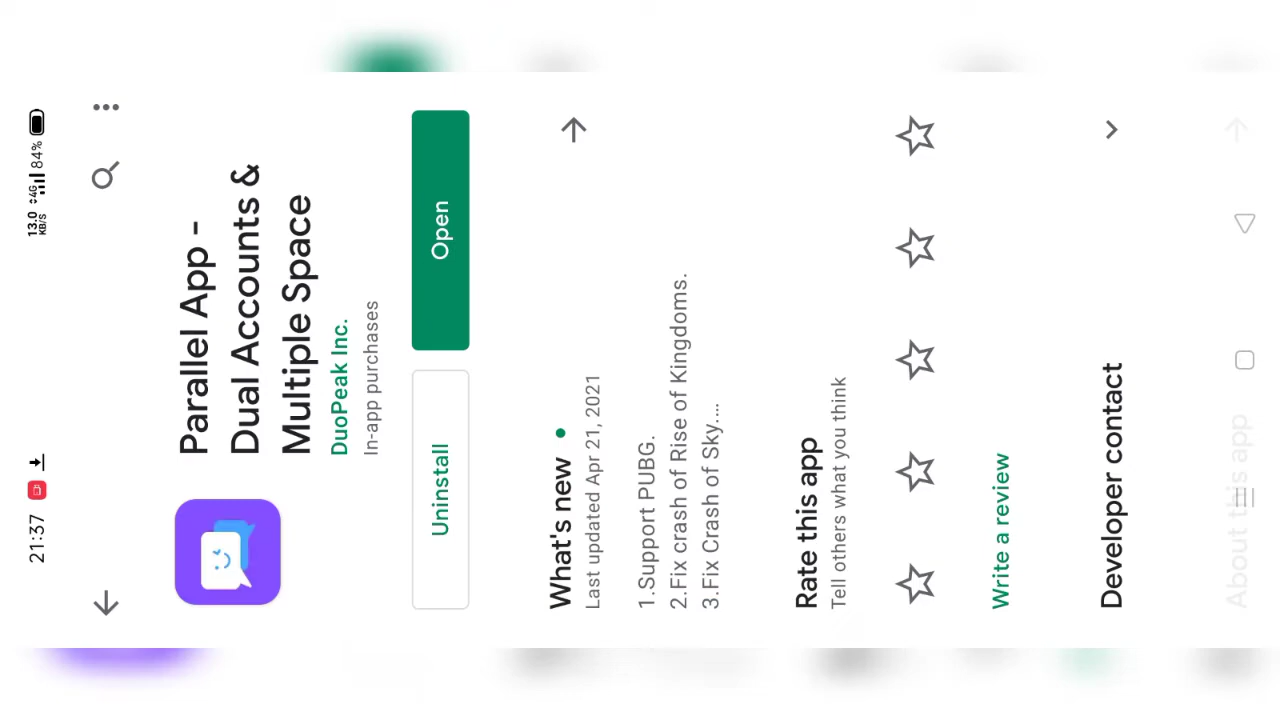 21:37
13.0 KB/S 4G 84%
Parallel App -
Dual Accounts &
Multiple Space
DuoPeak Inc.
In-app purchases
Uninstall
Open
What's new
Last updated Apr 21, 2021
1.Support PUBG.
2.Fix crash of Rise of Kingdoms.
3.Fix Crash of Sky...
Rate this app
Tell others what you think
Write a review
Developer contact
About this app